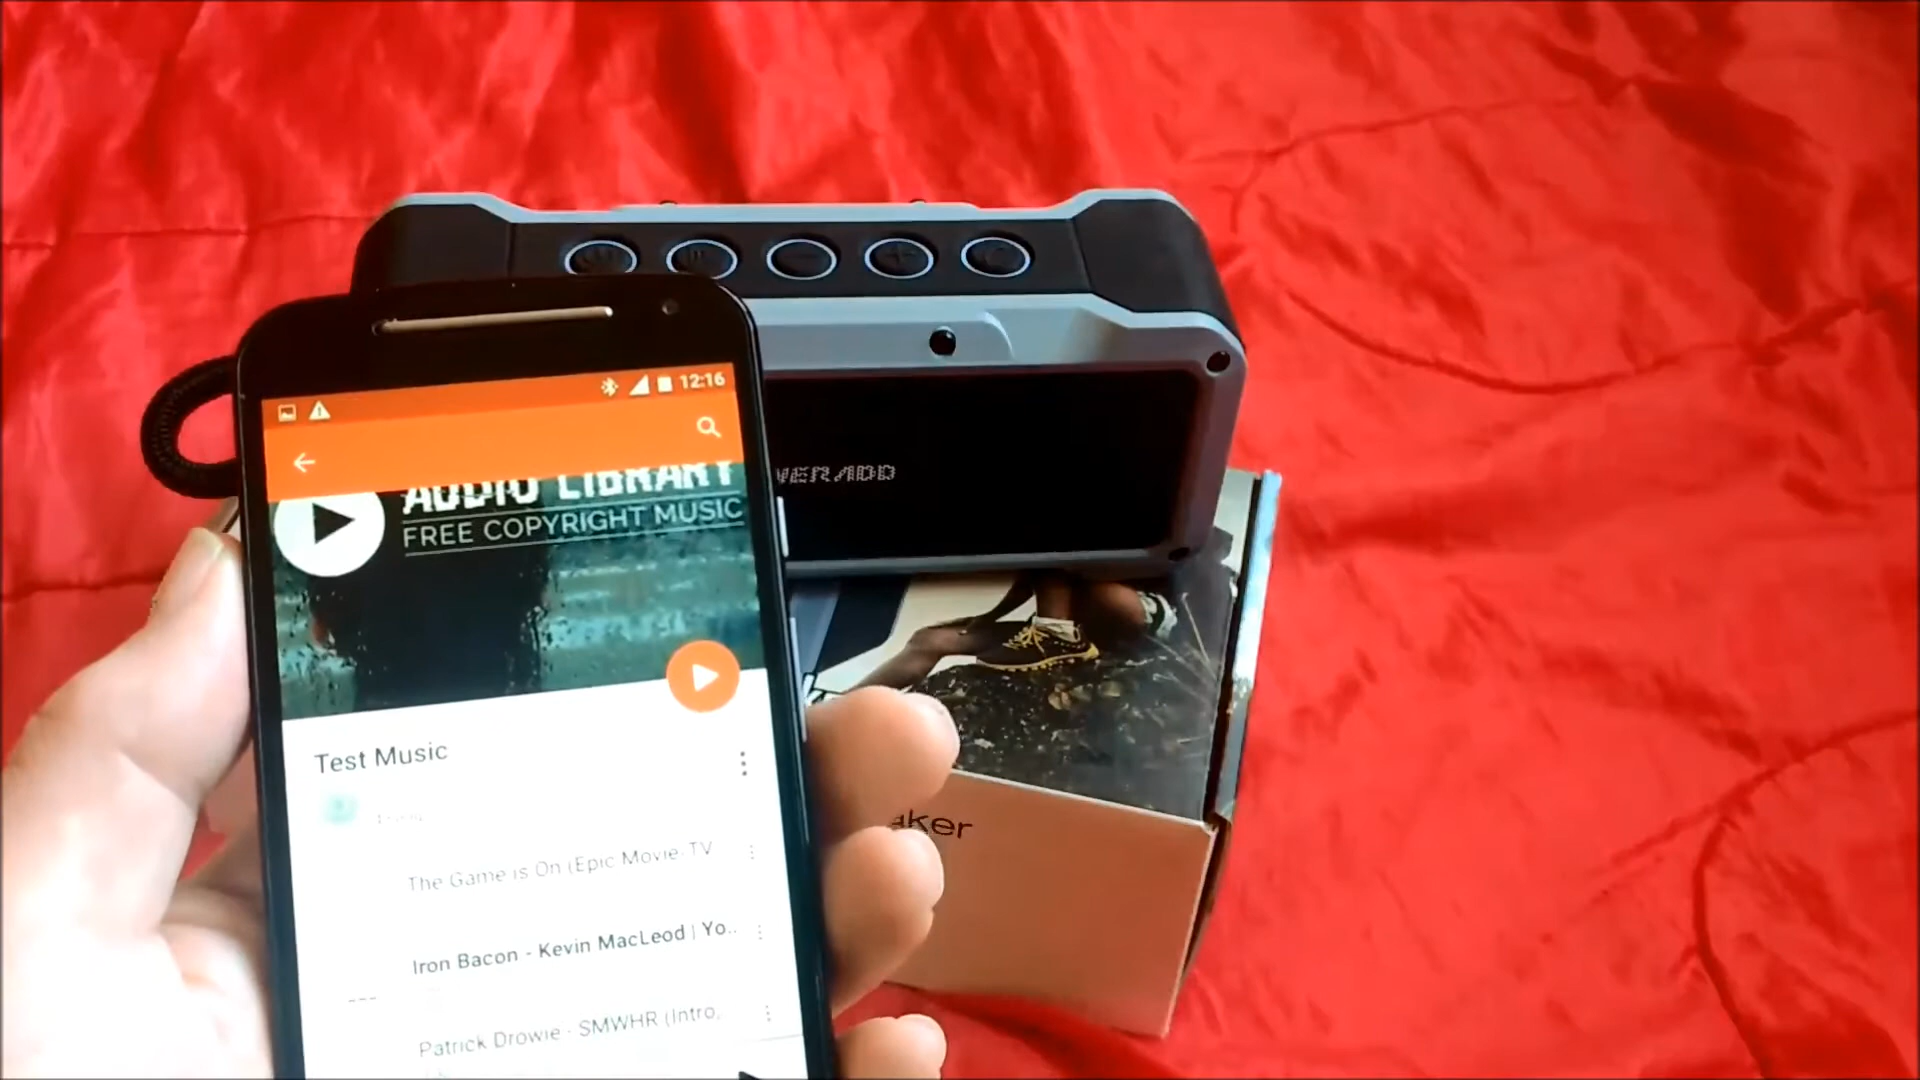 12:16
AUDIO LIBRARY
FREE COPYRIGHT MUSIC
VERADD
Test Music
The Game is On (Epic Movie-TV
Iron Bacon - Kevin MacLeod | Yo..
Patrick Drowie - SMWHR (Intro,
aker